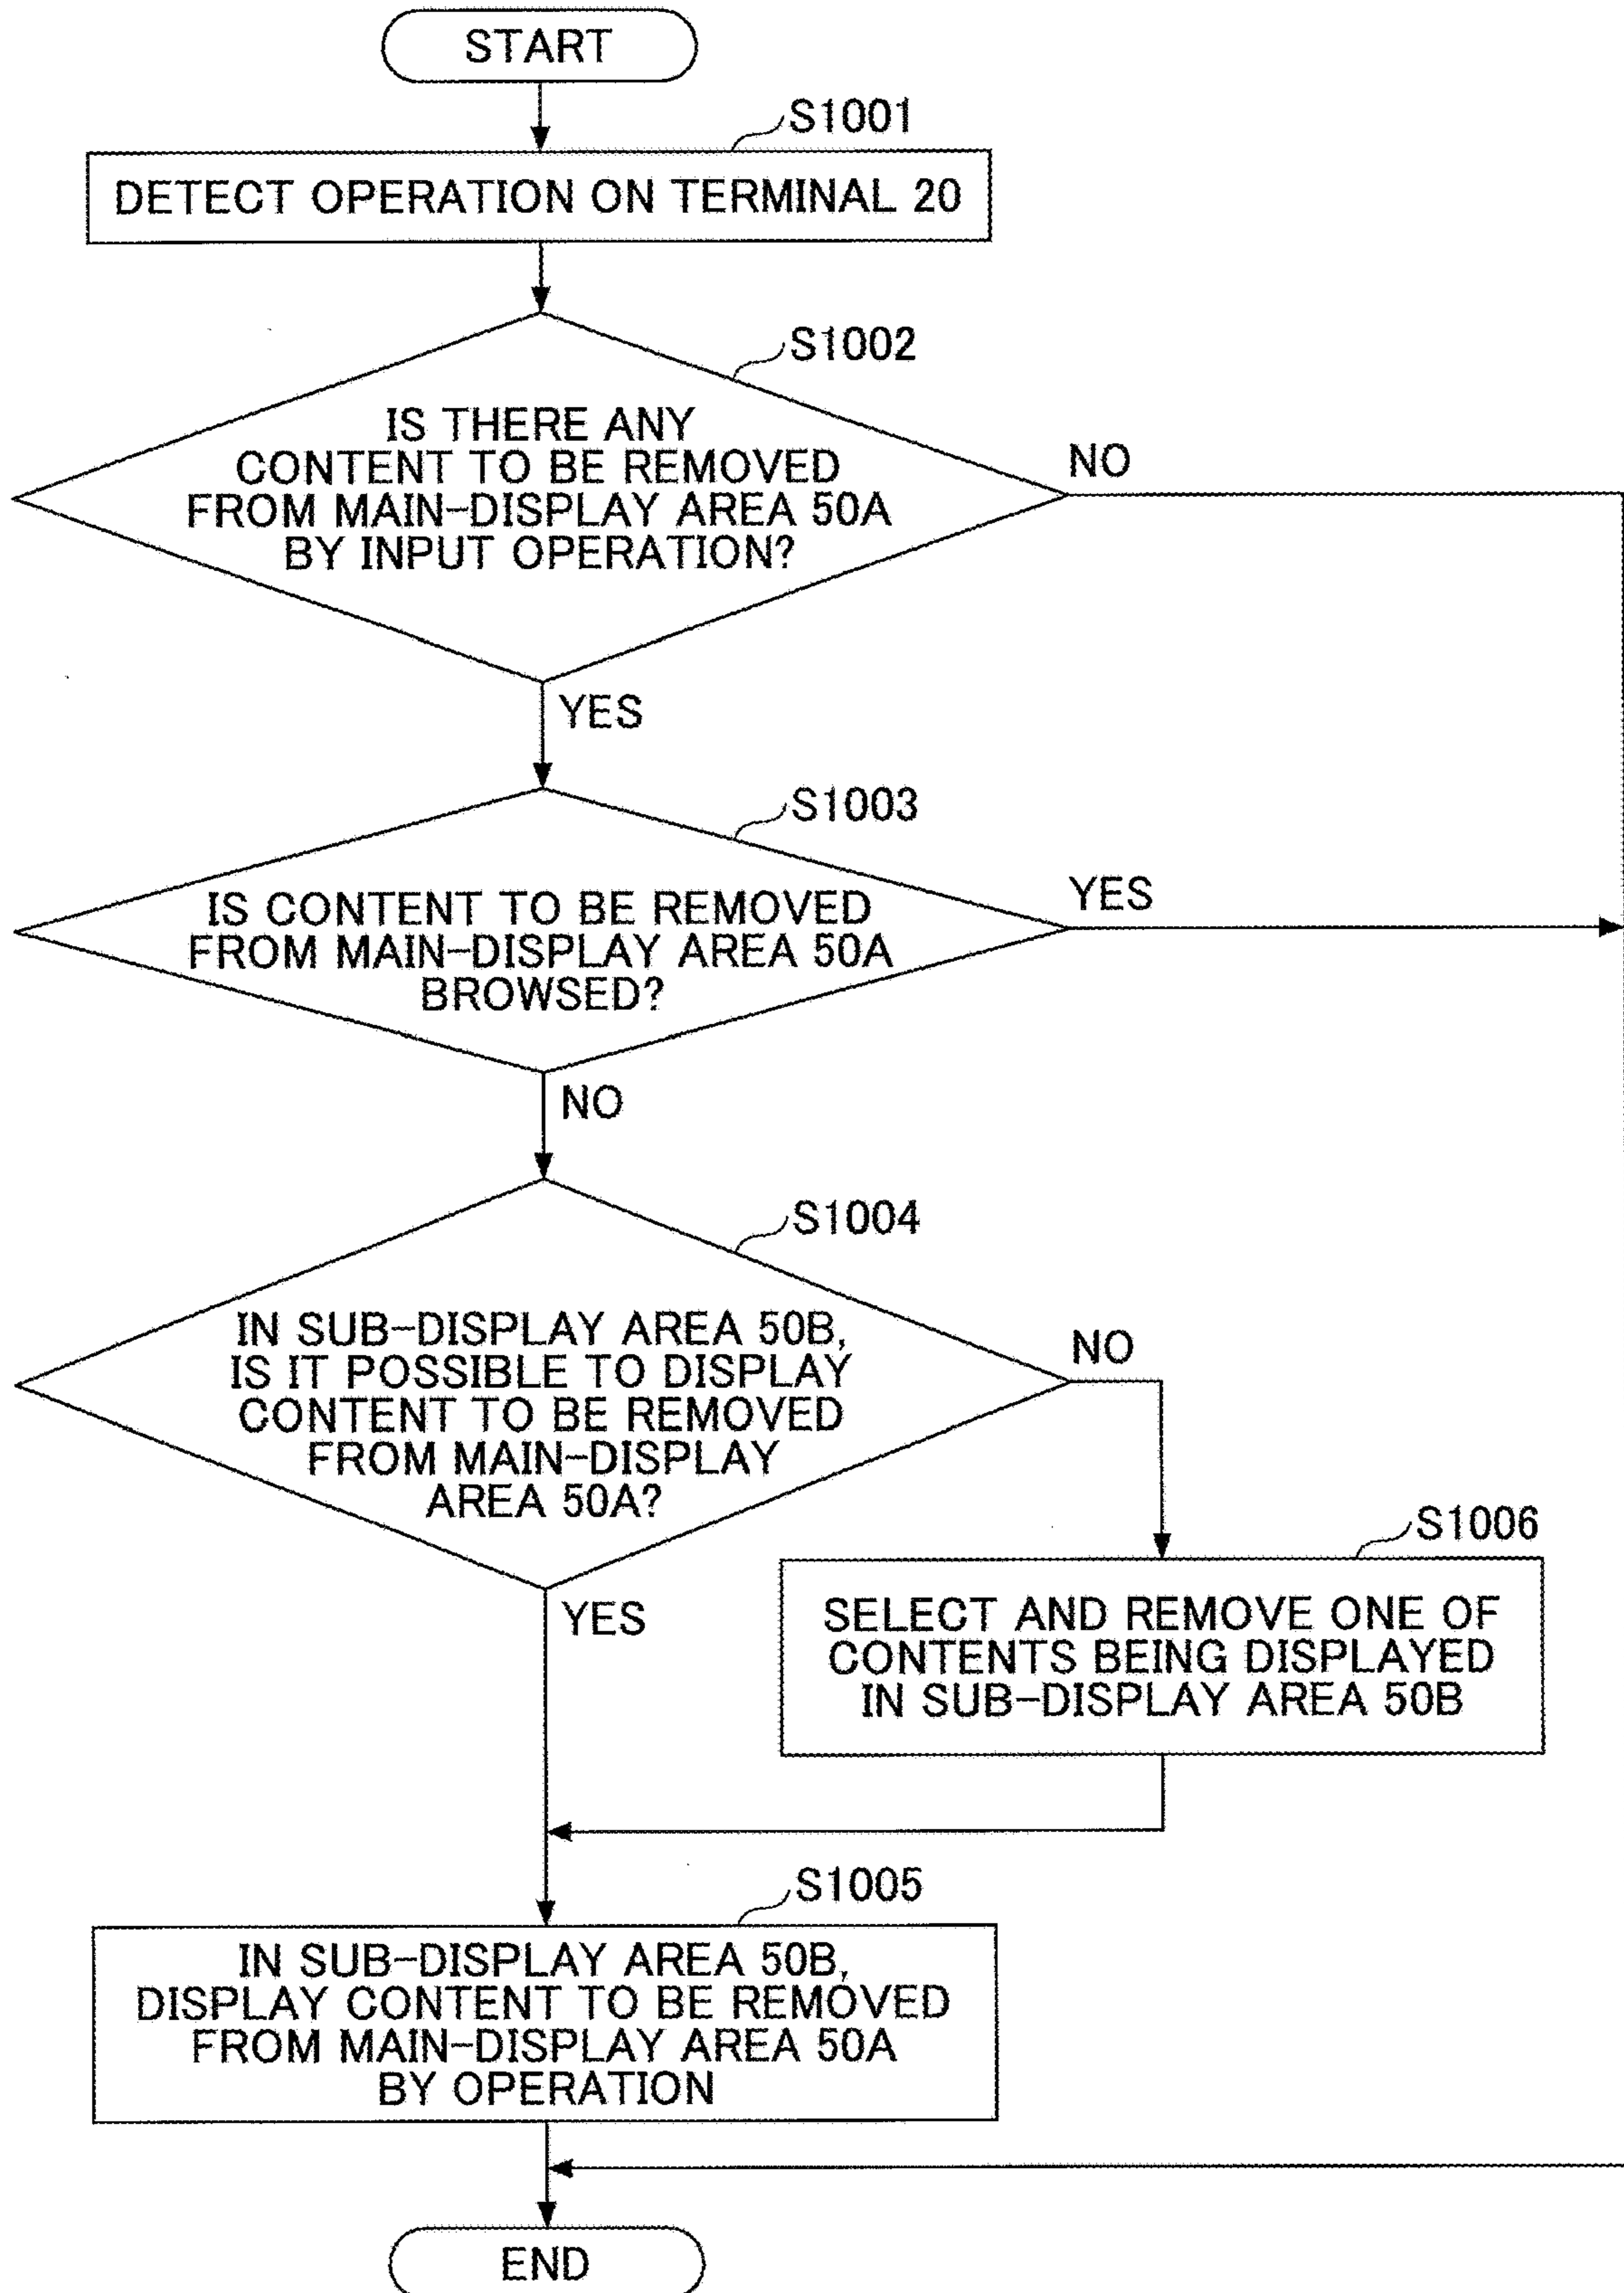 START
S1001
DETECT OPERATION ON TERMINAL 20
S1002
IS THERE ANY
CONTENT TO BE REMOVED
FROM MAIN-DISPLAY AREA 50A
BY INPUT OPERATION?
NO
YES
S1003
IS CONTENT TO BE REMOVED
FROM MAIN-DISPLAY AREA 50A
BROWSED?
YES
NO
S1004
IN SUB-DISPLAY AREA 50B,
IS IT POSSIBLE TO DISPLAY
CONTENT TO BE REMOVED
FROM MAIN-DISPLAY
AREA 50A?
NO
YES
S1006
SELECT AND REMOVE ONE OF
CONTENTS BEING DISPLAYED
IN SUB-DISPLAY AREA 50B
S1005
IN SUB-DISPLAY AREA 50B,
DISPLAY CONTENT TO BE REMOVED
FROM MAIN-DISPLAY AREA 50A
BY OPERATION
END